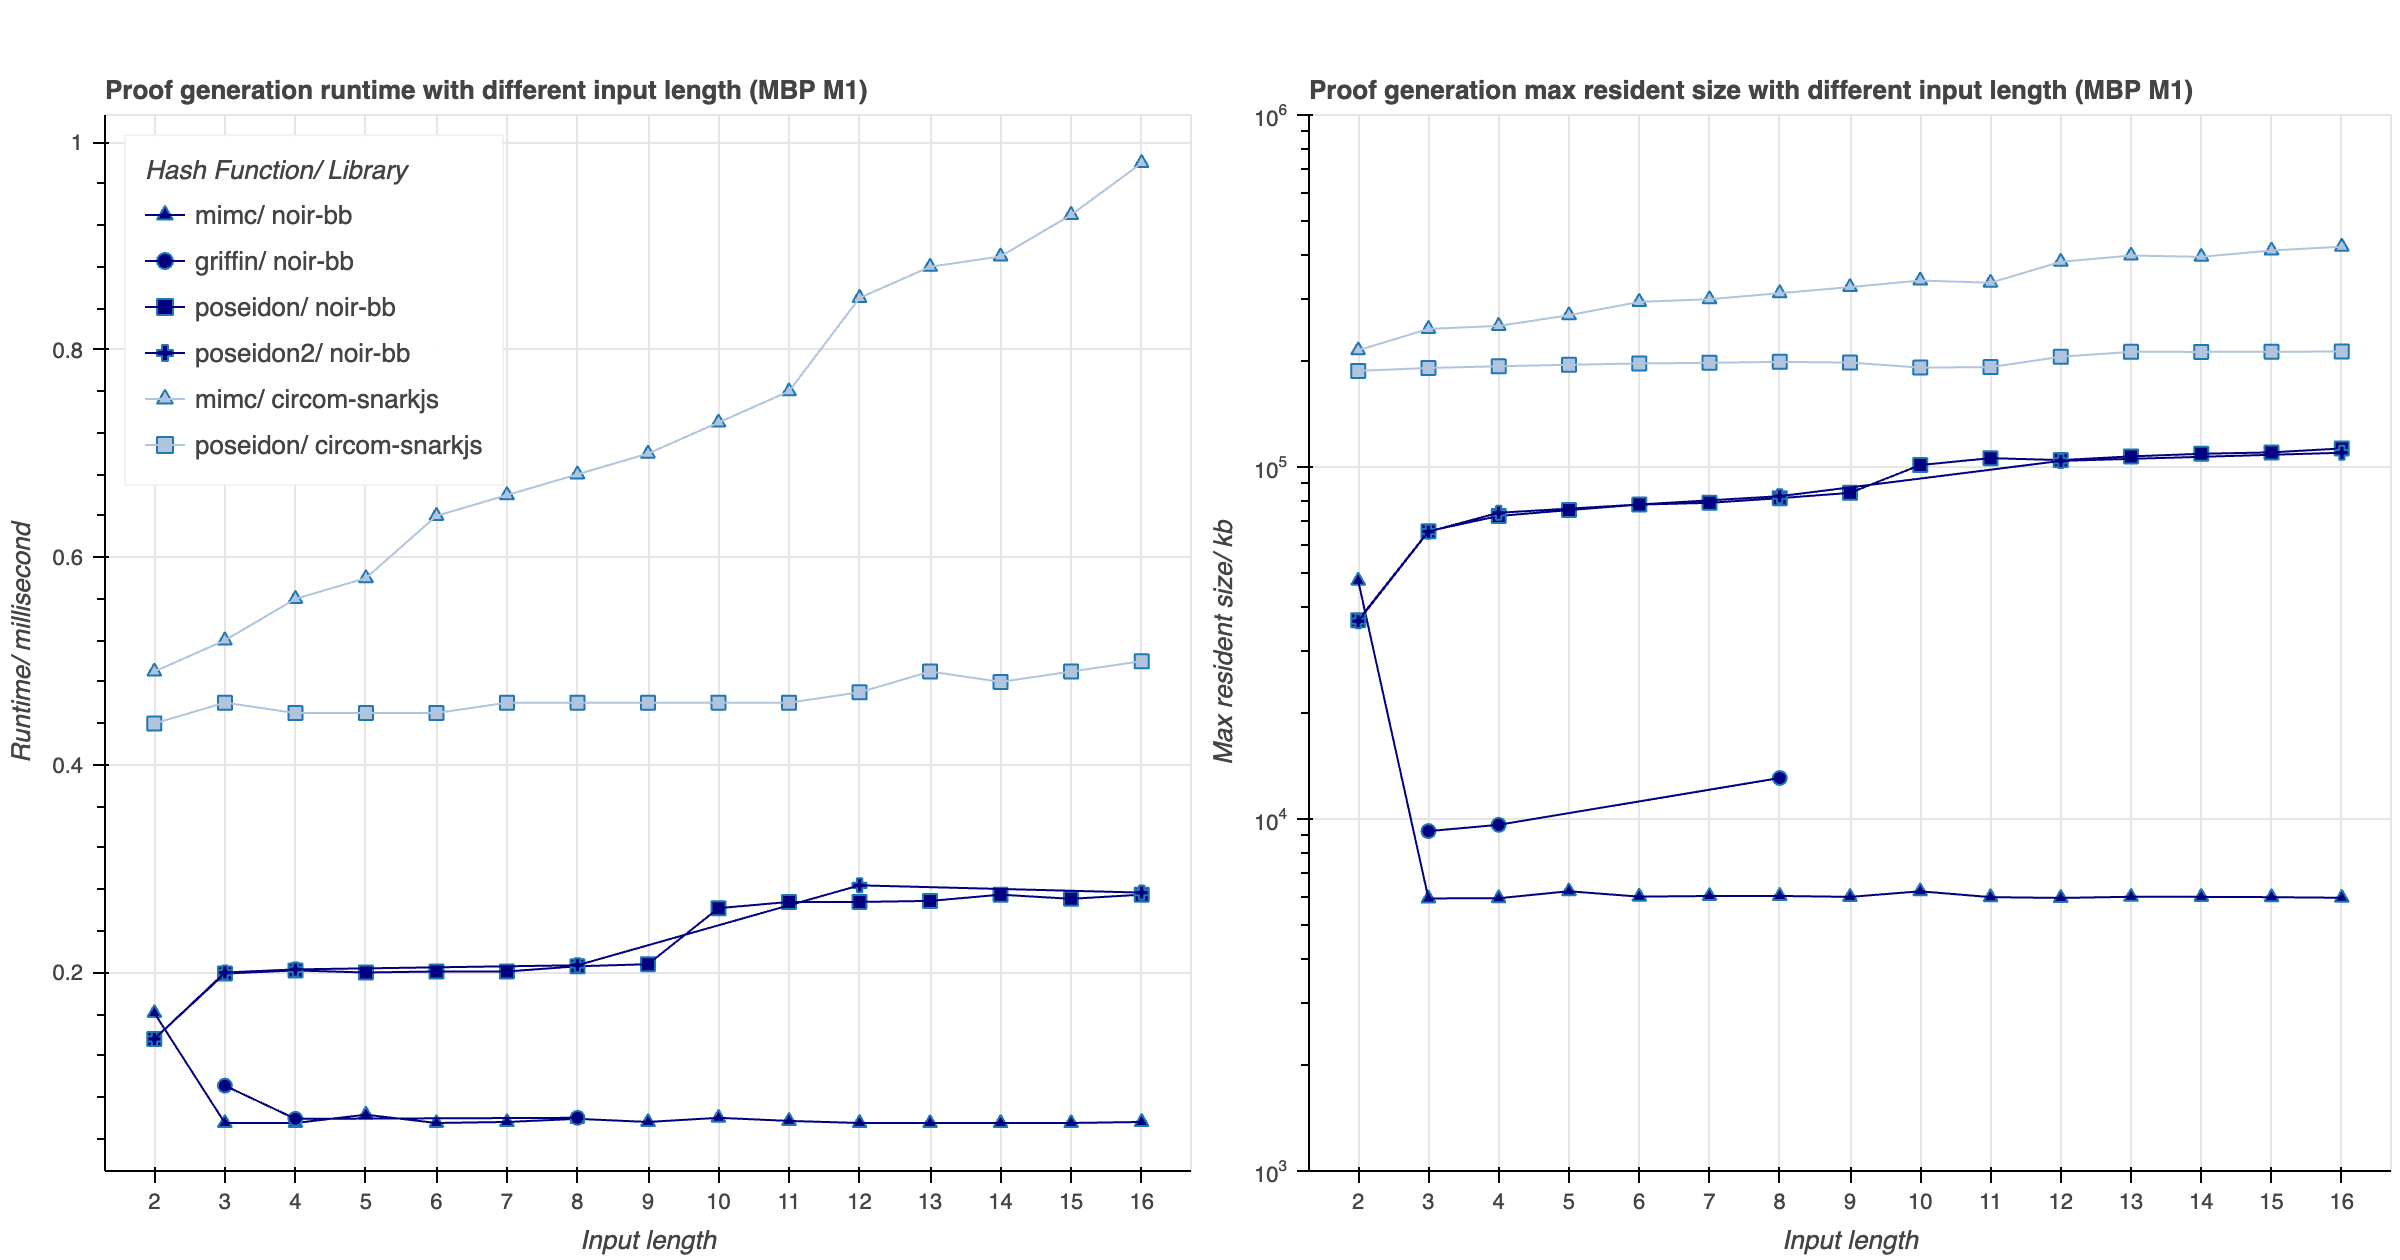 Proof generation runtime with different input length (MBP M1)
1
0.8
0.6
0.4
0.2
Runtime/ millisecond
Hash Function/ Library
mimc/ noir-bb
griffin/ noir-bb
poseidon/ noir-bb
poseidon2/ noir-bb
mimc/ circom-snarkjs
poseidon/ circom-snarkjs
2 3 4 5 6 7 8 9 10 11 12 13 14 15 16
Input length
Proof generation max resident size with different input length (MBP M1)
10^6
10^5
10^4
10^3
Max resident size/ kb
2 3 4 5 6 7 8 9 10 11 12 13 14 15 16
Input length